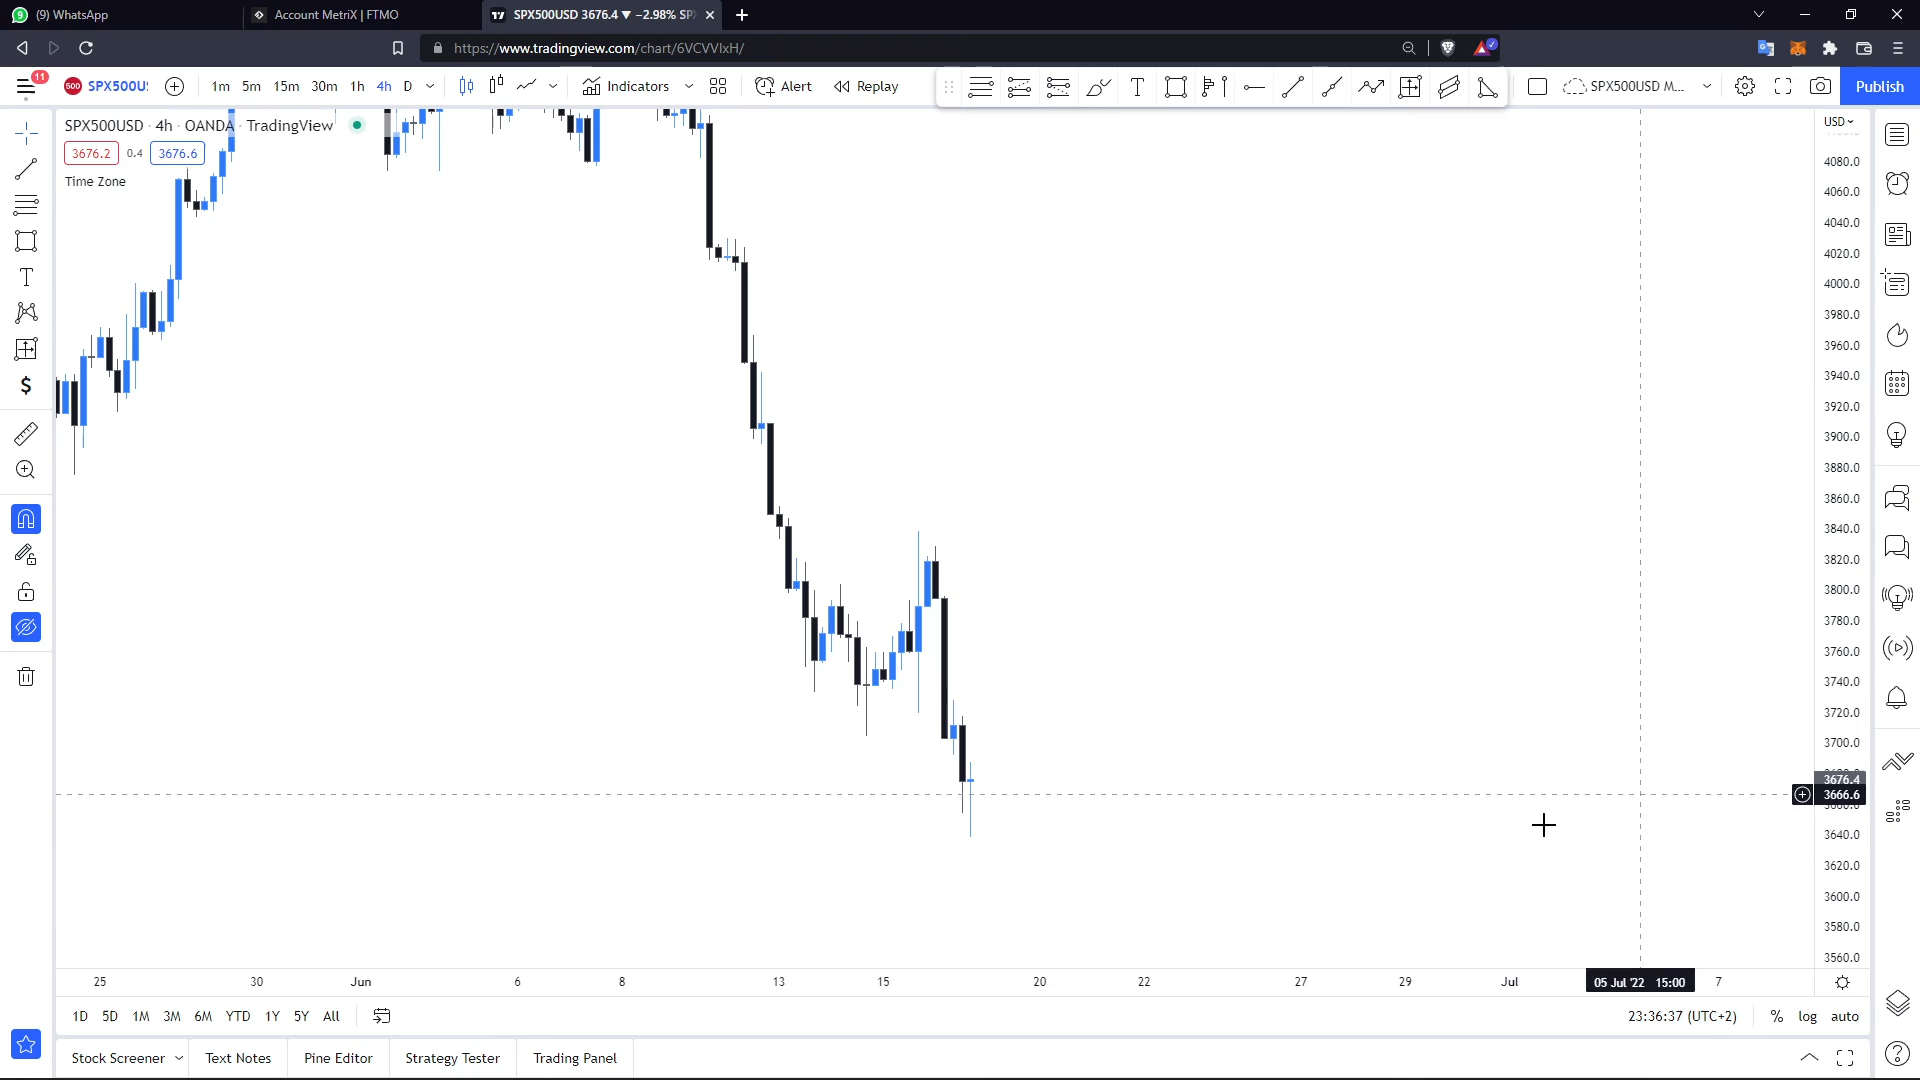 (9) WhatsApp
Account MetriX | FTMO
SPX500USD 3676.4 ▼ −2.98% SP
https://www.tradingview.com/chart/6VCVVlxH/
11
500 SPX500U:
1m 5m 15m 30m 1h 4h D
Indicators
Alert
Replay
T
SPX500USD M...
Publish
SPX500USD · 4h · OANDA · TradingView
3676.2 0.4 3676.6
Time Zone
USD
4080.0
4060.0
4040.0
4020.0
4000.0
3980.0
3960.0
3940.0
3920.0
3900.0
3880.0
3860.0
3840.0
3820.0
3800.0
3780.0
3760.0
3740.0
3720.0
3700.0
3676.4
3666.6
3640.0
3620.0
3600.0
3580.0
3560.0
25 30 Jun 6 8 13 15 20 22 27 29 Jul 05 Jul '22 15:00 7
1D 5D 1M 3M 6M YTD 1Y 5Y All
23:36:37 (UTC+2) % log auto
Stock Screener Text Notes Pine Editor Strategy Tester Trading Panel